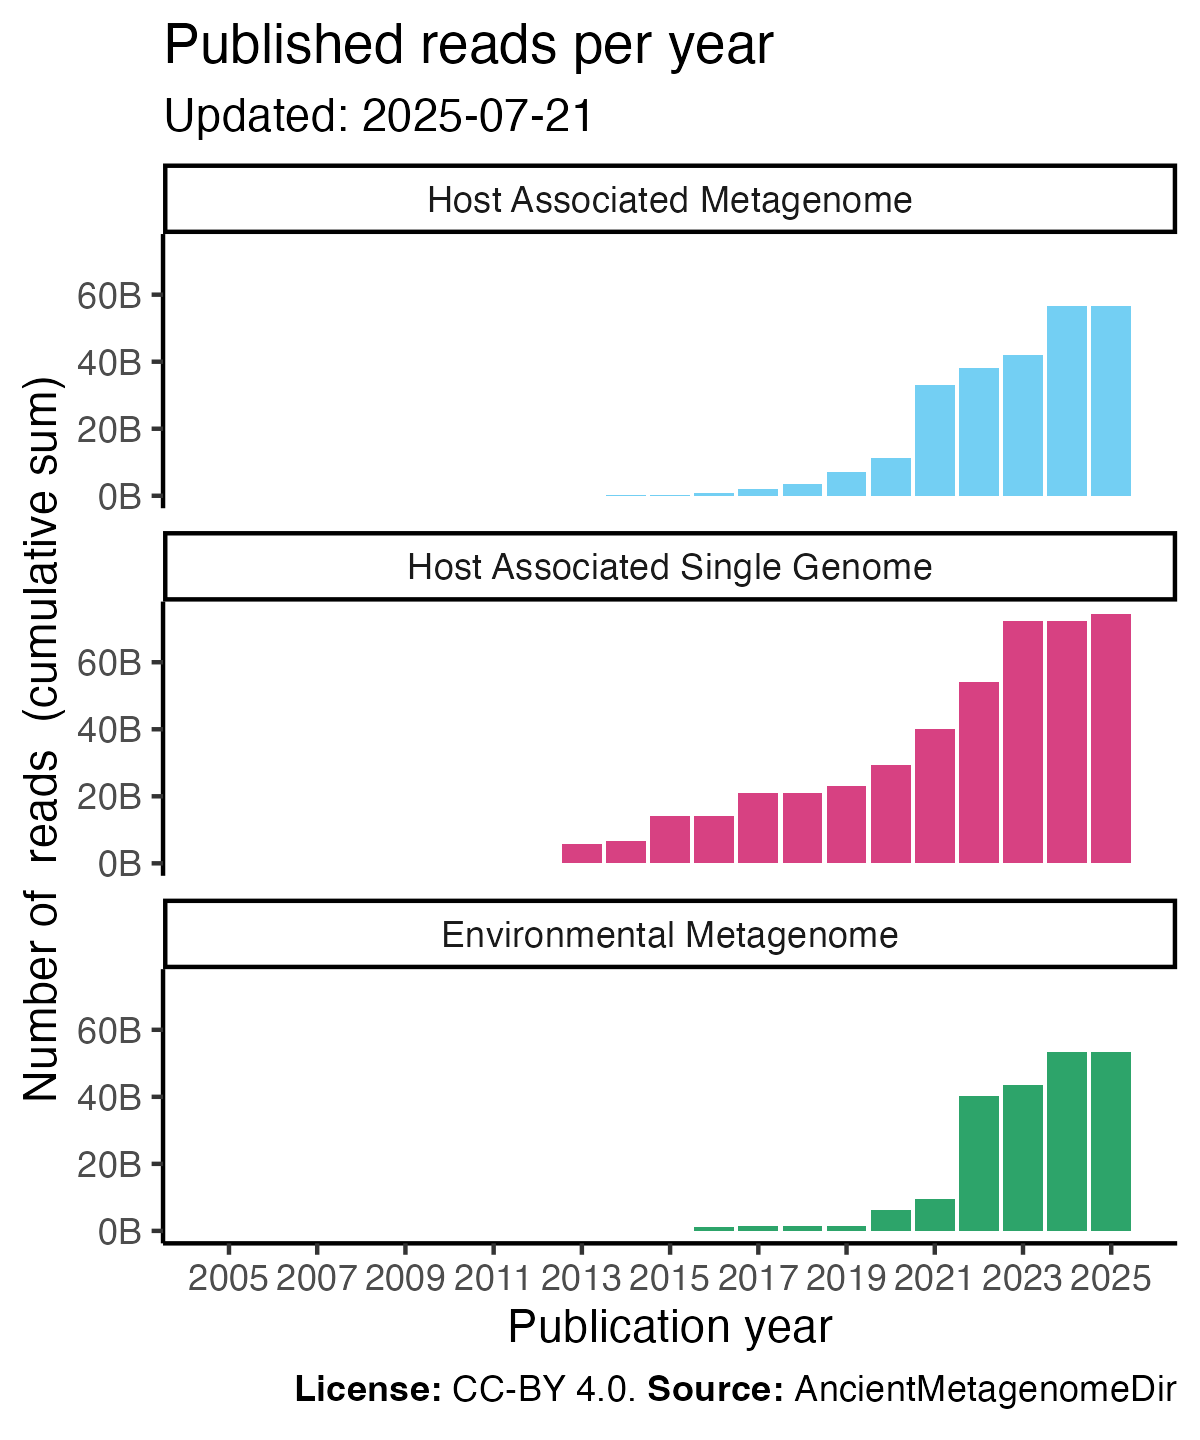 Published reads per year
Updated: 2025-07-21
Host Associated Metagenome
60B
40B
20B
0B
Host Associated Single Genome
60B
40B
20B
0B
Environmental Metagenome
60B
40B
20B
0B
Number of reads (cumulative sum)
2005 2007 2009 2011 2013 2015 2017 2019 2021 2023 2025
Publication year
License: CC-BY 4.0. Source: AncientMetagenomeDir